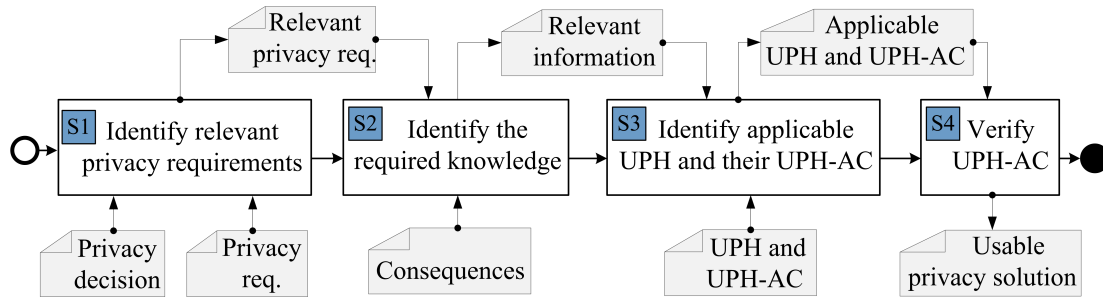 Relevant
privacy req.
Relevant
information
Applicable
UPH and UPH-AC
S1
Identify relevant
privacy requirements
S2
Identify the
required knowledge
S3
Identify applicable
UPH and their UPH-AC
S4
Verify
UPH-AC
Privacy
decision
Privacy
req.
Consequences
UPH and
UPH-AC
Usable
privacy solution